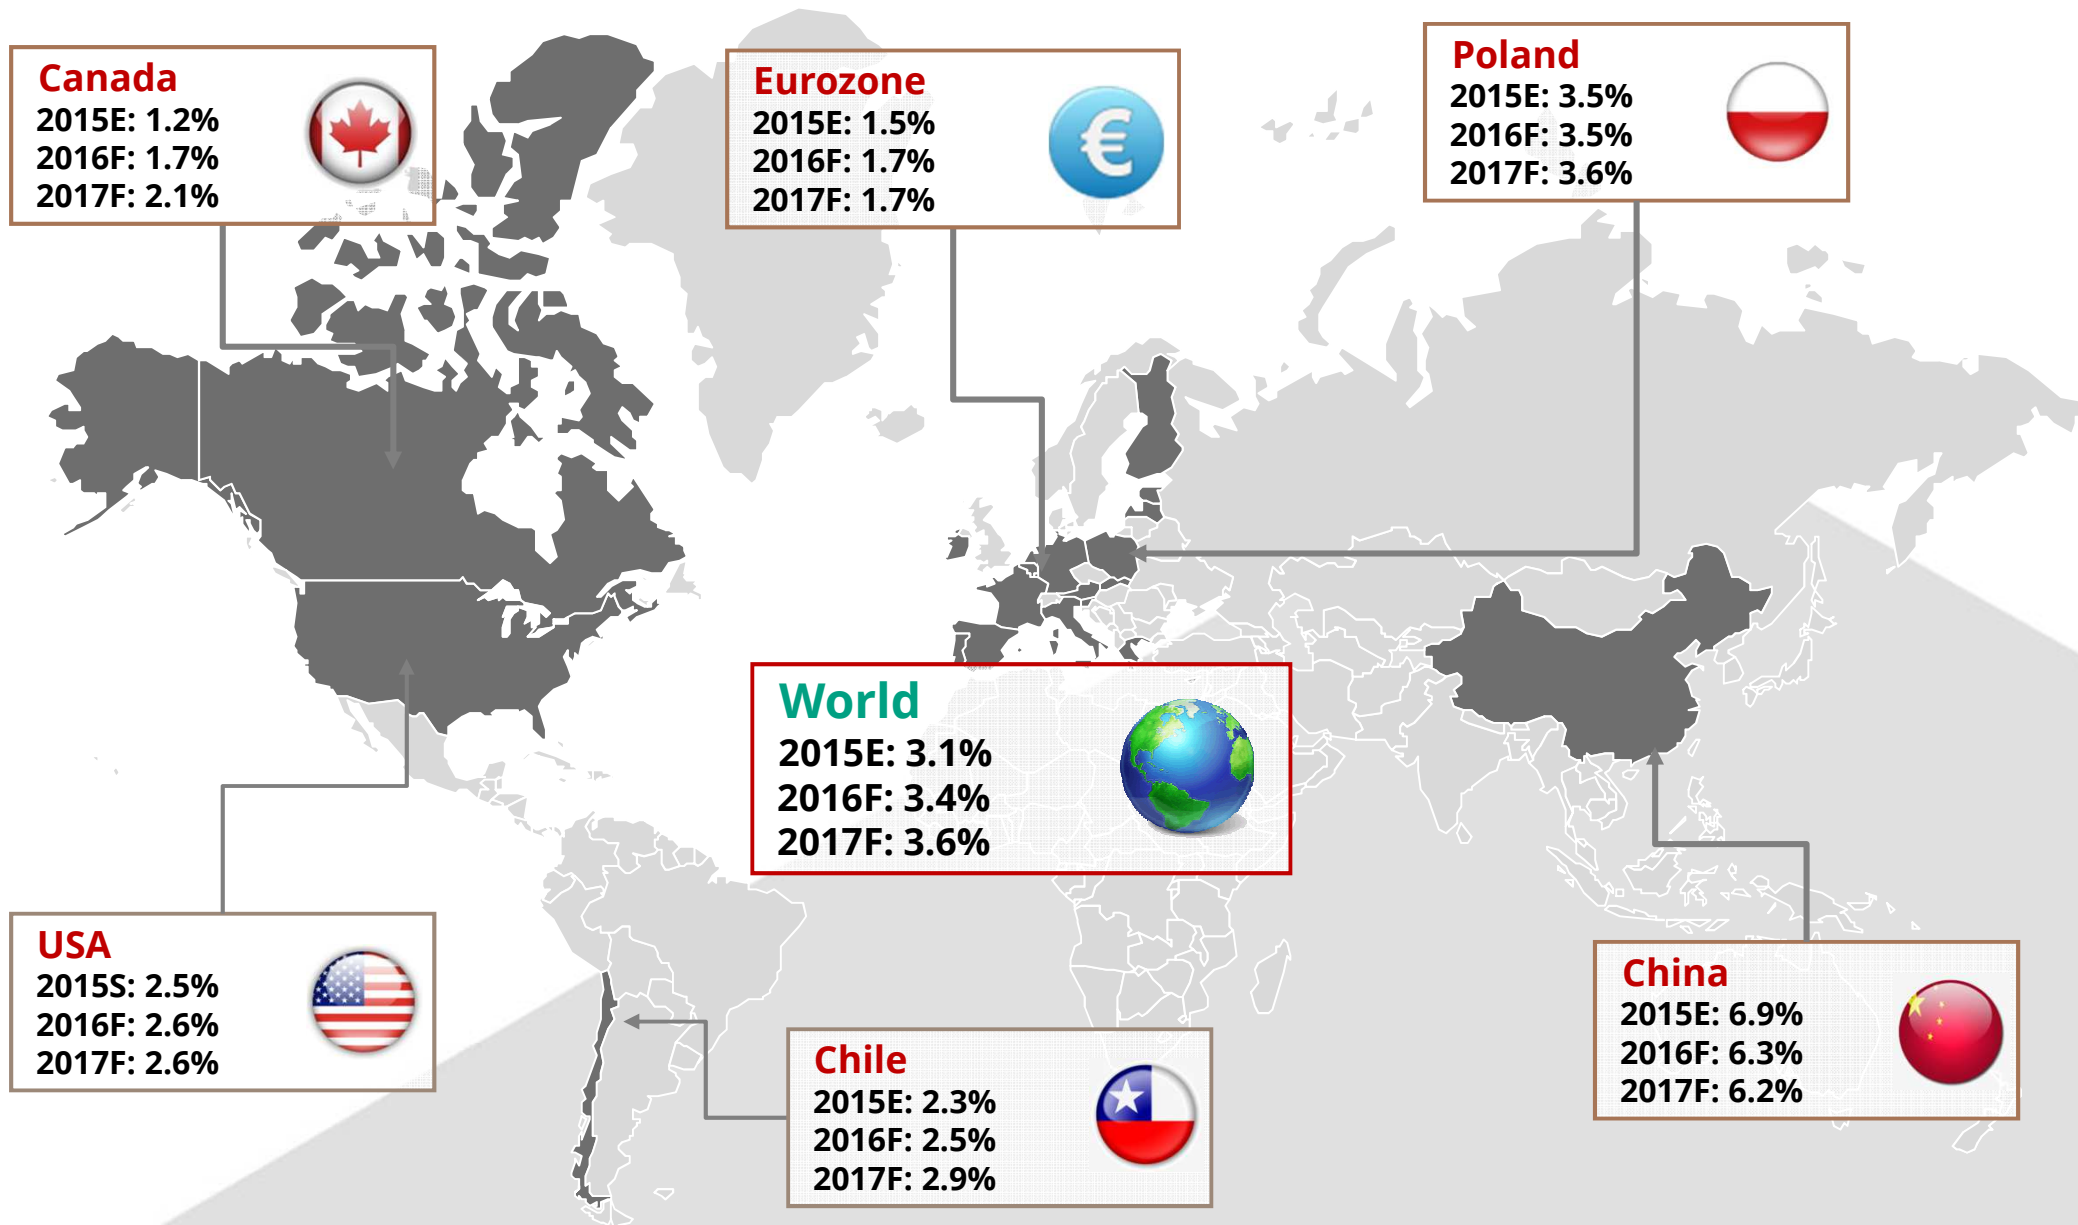 Canada
2015E: 1.2%
2016F: 1.7%
2017F: 2.1%
Eurozone
2015E: 1.5%
2016F: 1.7%
2017F: 1.7%
€
Poland
2015E: 3.5%
2016F: 3.5%
2017F: 3.6%
World
2015E: 3.1%
2016F: 3.4%
2017F: 3.6%
USA
2015S: 2.5%
2016F: 2.6%
2017F: 2.6%
Chile
2015E: 2.3%
2016F: 2.5%
2017F: 2.9%
China
2015E: 6.9%
2016F: 6.3%
2017F: 6.2%